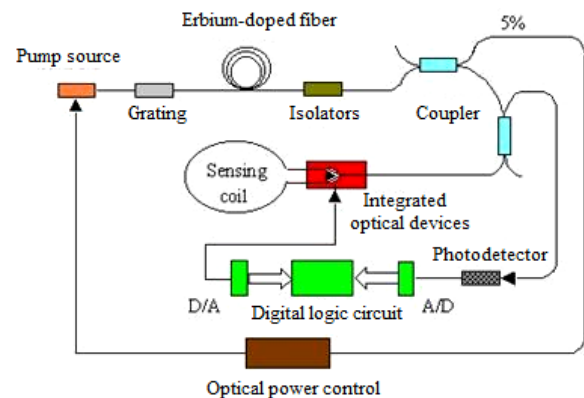 Erbium-doped fiber
5%
Pump source
Grating
Isolators
Coupler
Sensing
coil
Integrated
optical devices
Photodetector
D/A
Digital logic circuit
A/D
Optical power control